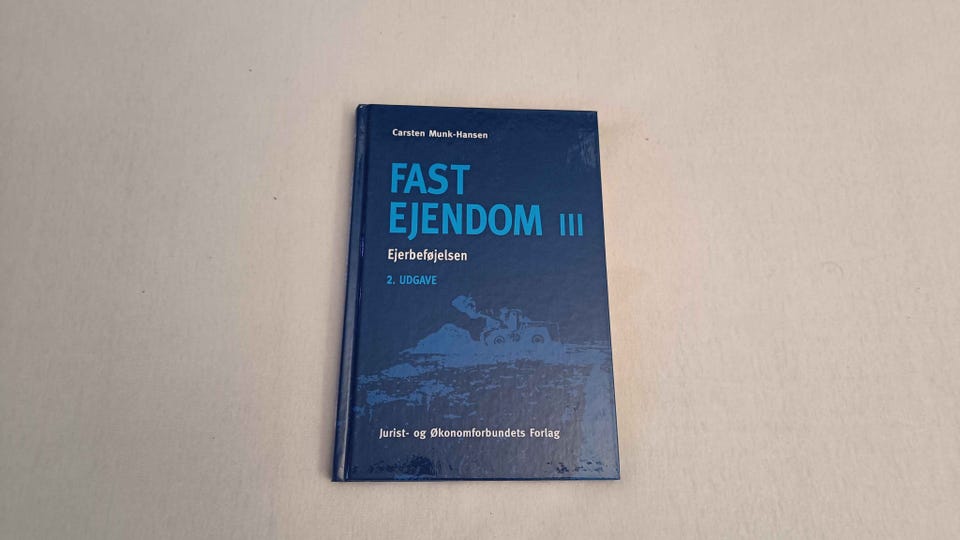 Carsten Munk-Hansen
FAST
EJENDOM III
Ejerbeføjelsen
2. UDGAVE
Jurist- og Økonomforbundets Forlag